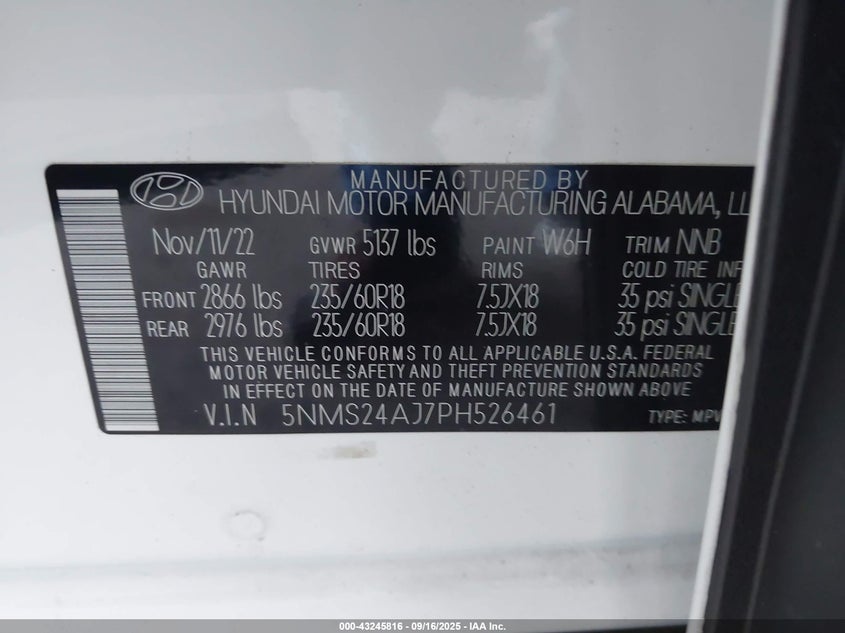 MANUFACTURED BY
HYUNDAI MOTOR MANUFACTURING ALABAMA,
Nov/11/22 GVWR 5137 lbs PAINT W6H TRIM NNB
GAWR TIRES RIMS COLD TIRE INF
FRONT 2866 lbs 235/60R18 7.5JX18 35 psi SINGLE
REAR 2976 lbs 235/60R18 7.5JX18 35 psi SINGLE
THIS VEHICLE CONFORMS TO ALL APPLICABLE U.S.A. FEDERAL
MOTOR VEHICLE SAFETY AND THEFT PREVENTION STANDARDS
IN EFFECT ON THE DATE OF MANUFACTURE SHOWN ABOVE
V.I.N 5NMS24AJ7PH526461 TYPE: MPV
000-43245816 - 09/16/2025 - IAA Inc.